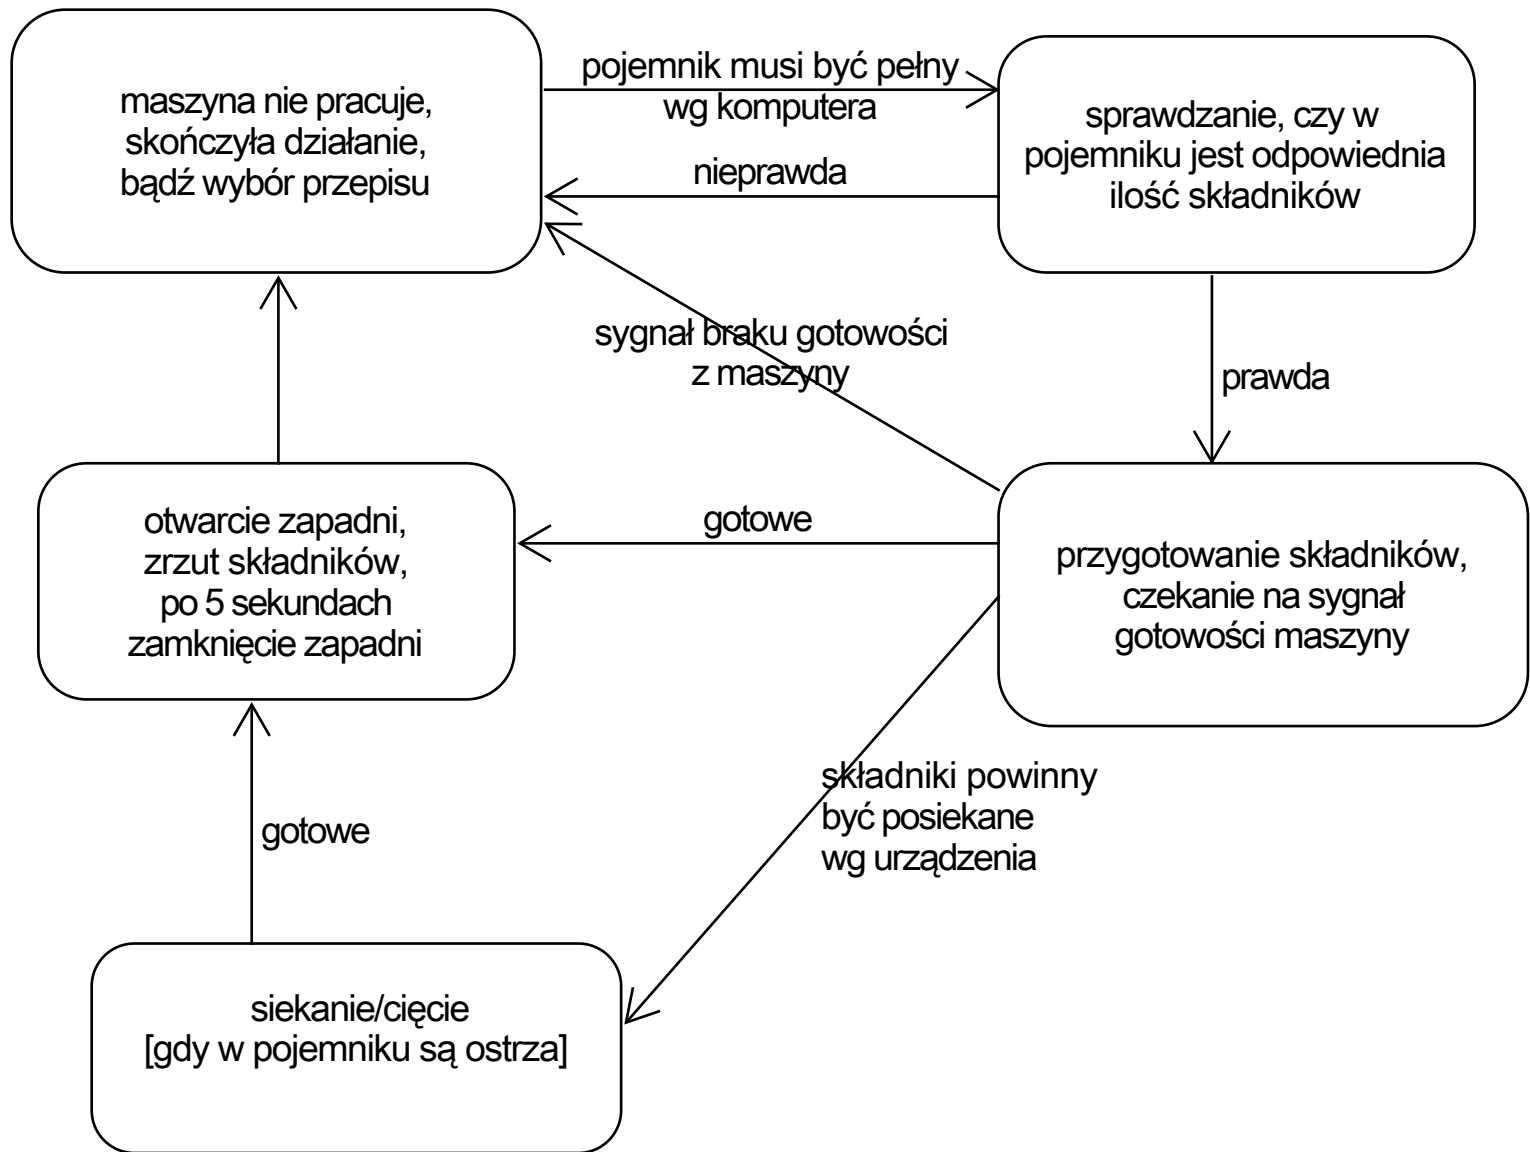 maszyna nie pracuje,
skończyła działanie,
bądź wybór przepisu
pojemnik musi być pełny
wg komputera
nieprawda
sprawdzanie, czy w
pojemniku jest odpowiednia
ilość składników
sygnał braku gotowości
z maszyny
prawda
otwarcie zapadni,
zrzut składników,
po 5 sekundach
zamknięcie zapadni
gotowe
przygotowanie składników,
czekanie na sygnał
gotowości maszyny
składniki powinny
być posiekane
wg urządzenia
gotowe
siekanie/cięcie
[gdy w pojemniku są ostrza]